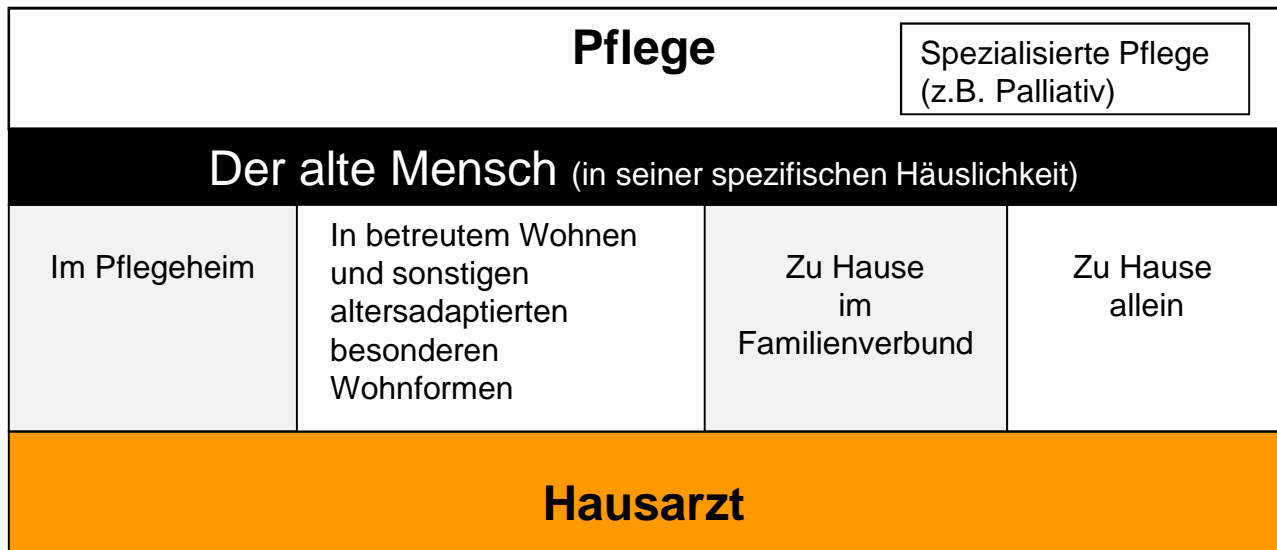 Pflege
Spezialisierte Pflege
(z.B. Palliativ)
Der alte Mensch (in seiner spezifischen Häuslichkeit)
Im Pflegeheim
In betreutem Wohnen
und sonstigen
altersadaptierten
besonderen
Wohnformen
Zu Hause
im
Familienverbund
Zu Hause
allein
Hausarzt